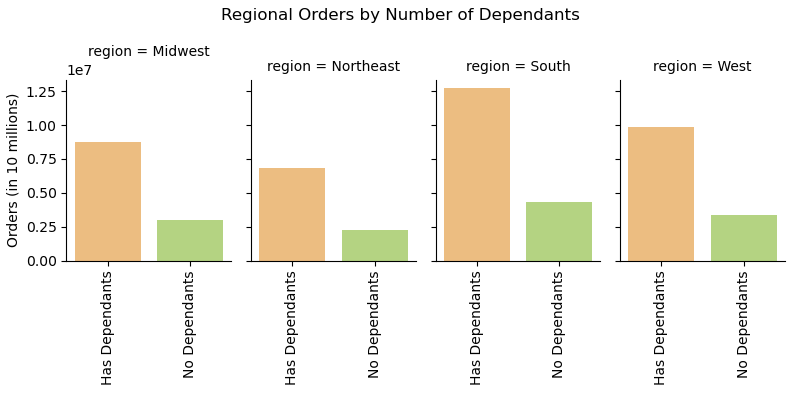 Regional Orders by Number of Dependants
region = Midwest
region = Northeast
region = South
region = West
1e7
Orders (in 10 millions)
1.25
1.00
0.75
0.50
0.25
0.00
Has Dependants
No Dependants
Has Dependants
No Dependants
Has Dependants
No Dependants
Has Dependants
No Dependants